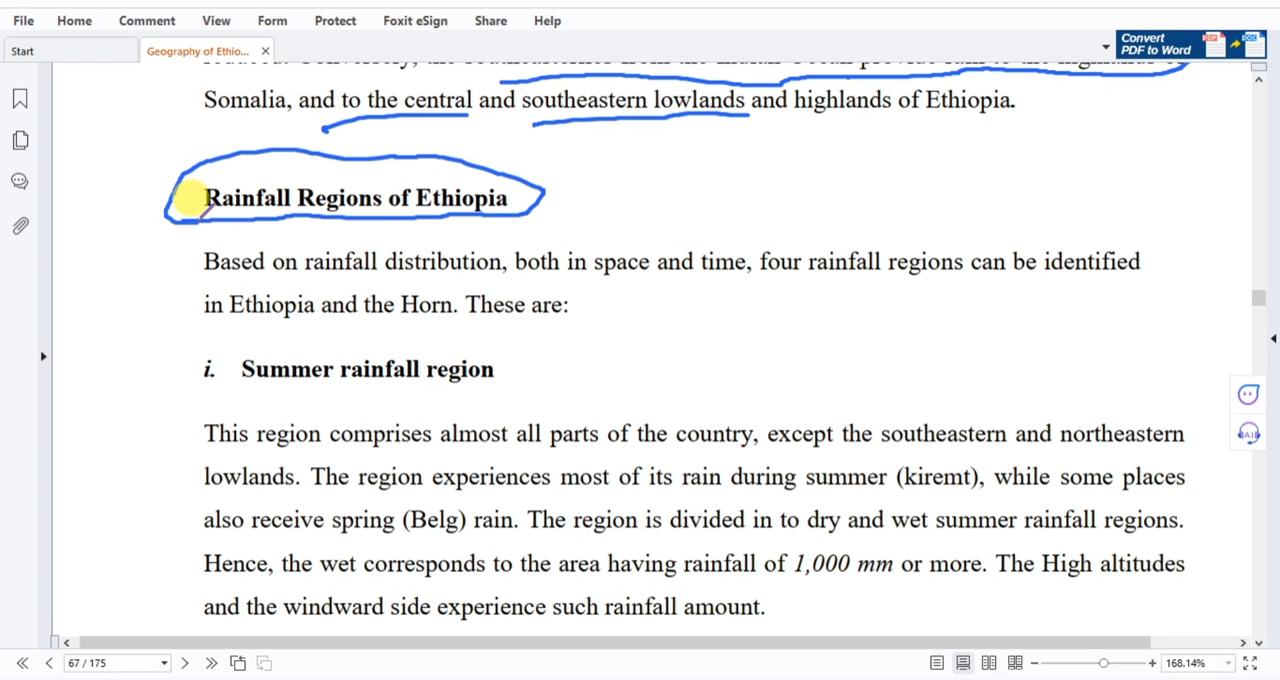 File Home Comment View Form Protect Foxit eSign Share Help
Start
Geography of Ethio...
Convert
PDF to Word
Somalia, and to the central and southeastern lowlands and highlands of Ethiopia.
Rainfall Regions of Ethiopia
Based on rainfall distribution, both in space and time, four rainfall regions can be identified
in Ethiopia and the Horn. These are:
i. Summer rainfall region
This region comprises almost all parts of the country, except the southeastern and northeastern
lowlands. The region experiences most of its rain during summer (kiremt), while some places
also receive spring (Belg) rain. The region is divided in to dry and wet summer rainfall regions.
Hence, the wet corresponds to the area having rainfall of 1,000 mm or more. The High altitudes
and the windward side experience such rainfall amount.
67 / 175
168.14%